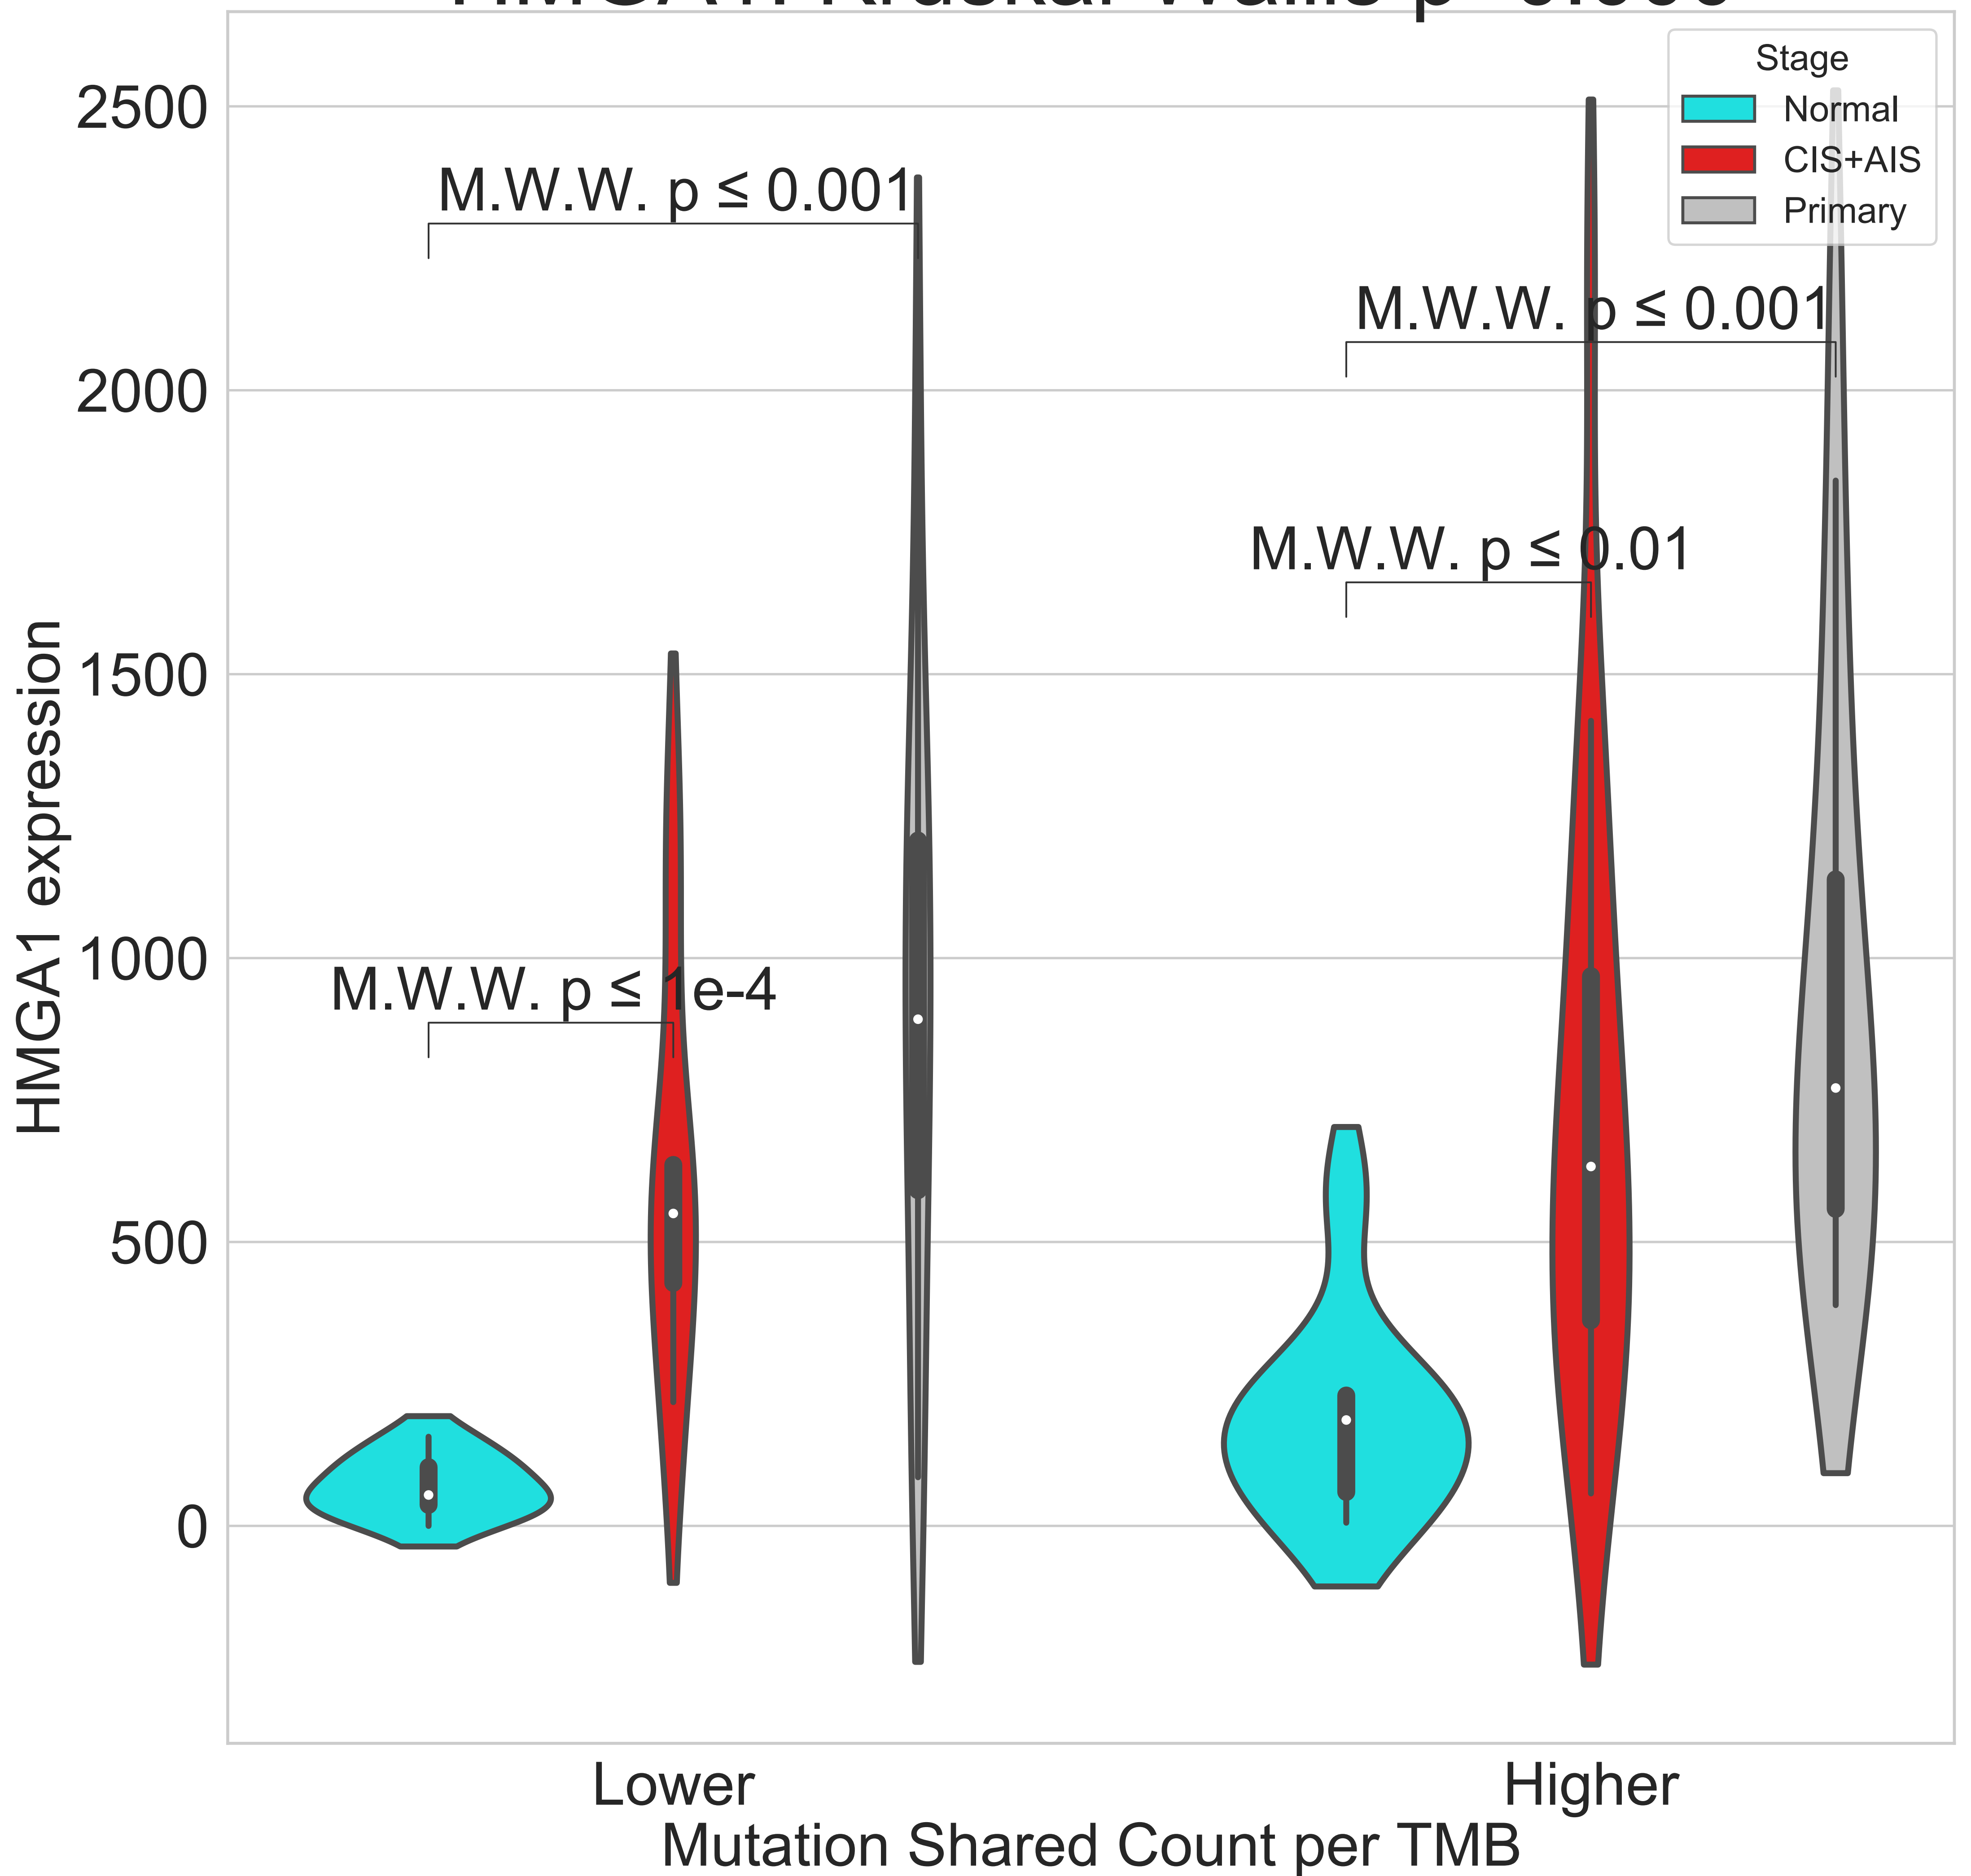 Stage
Normal
CIS+AIS
Primary
2500
2000
1500
1000
500
0
HMGA1 expression
M.W.W. p ≤ 0.001
M.W.W. p ≤ 0.001
M.W.W. p ≤ 0.01
M.W.W. p ≤ 1e-4
Lower
Higher
Mutation Shared Count per TMB